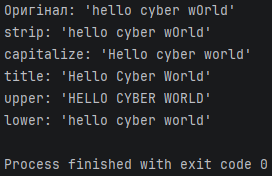 Оригінал: 'hello cyber wOrld'
strip: 'hello cyber wOrld'
capitalize: 'Hello cyber world'
title: 'Hello Cyber World'
upper: 'HELLO CYBER WORLD'
lower: 'hello cyber world'
Process finished with exit code 0